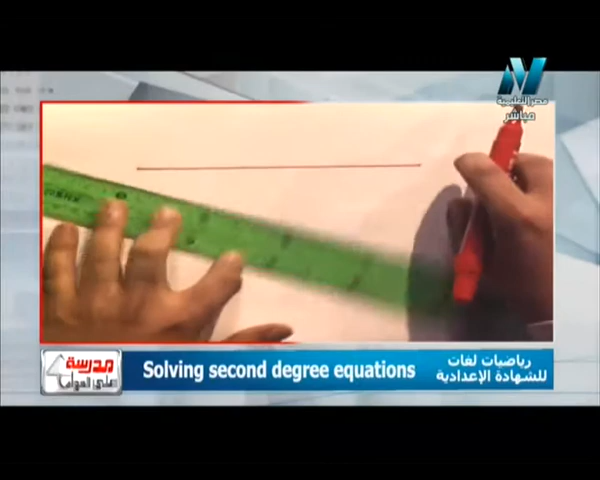 مصر التعليمية
مباشر
مدرسة
على الهواء
Solving second degree equations
رياضيات لغات
للشهادة الإعدادية